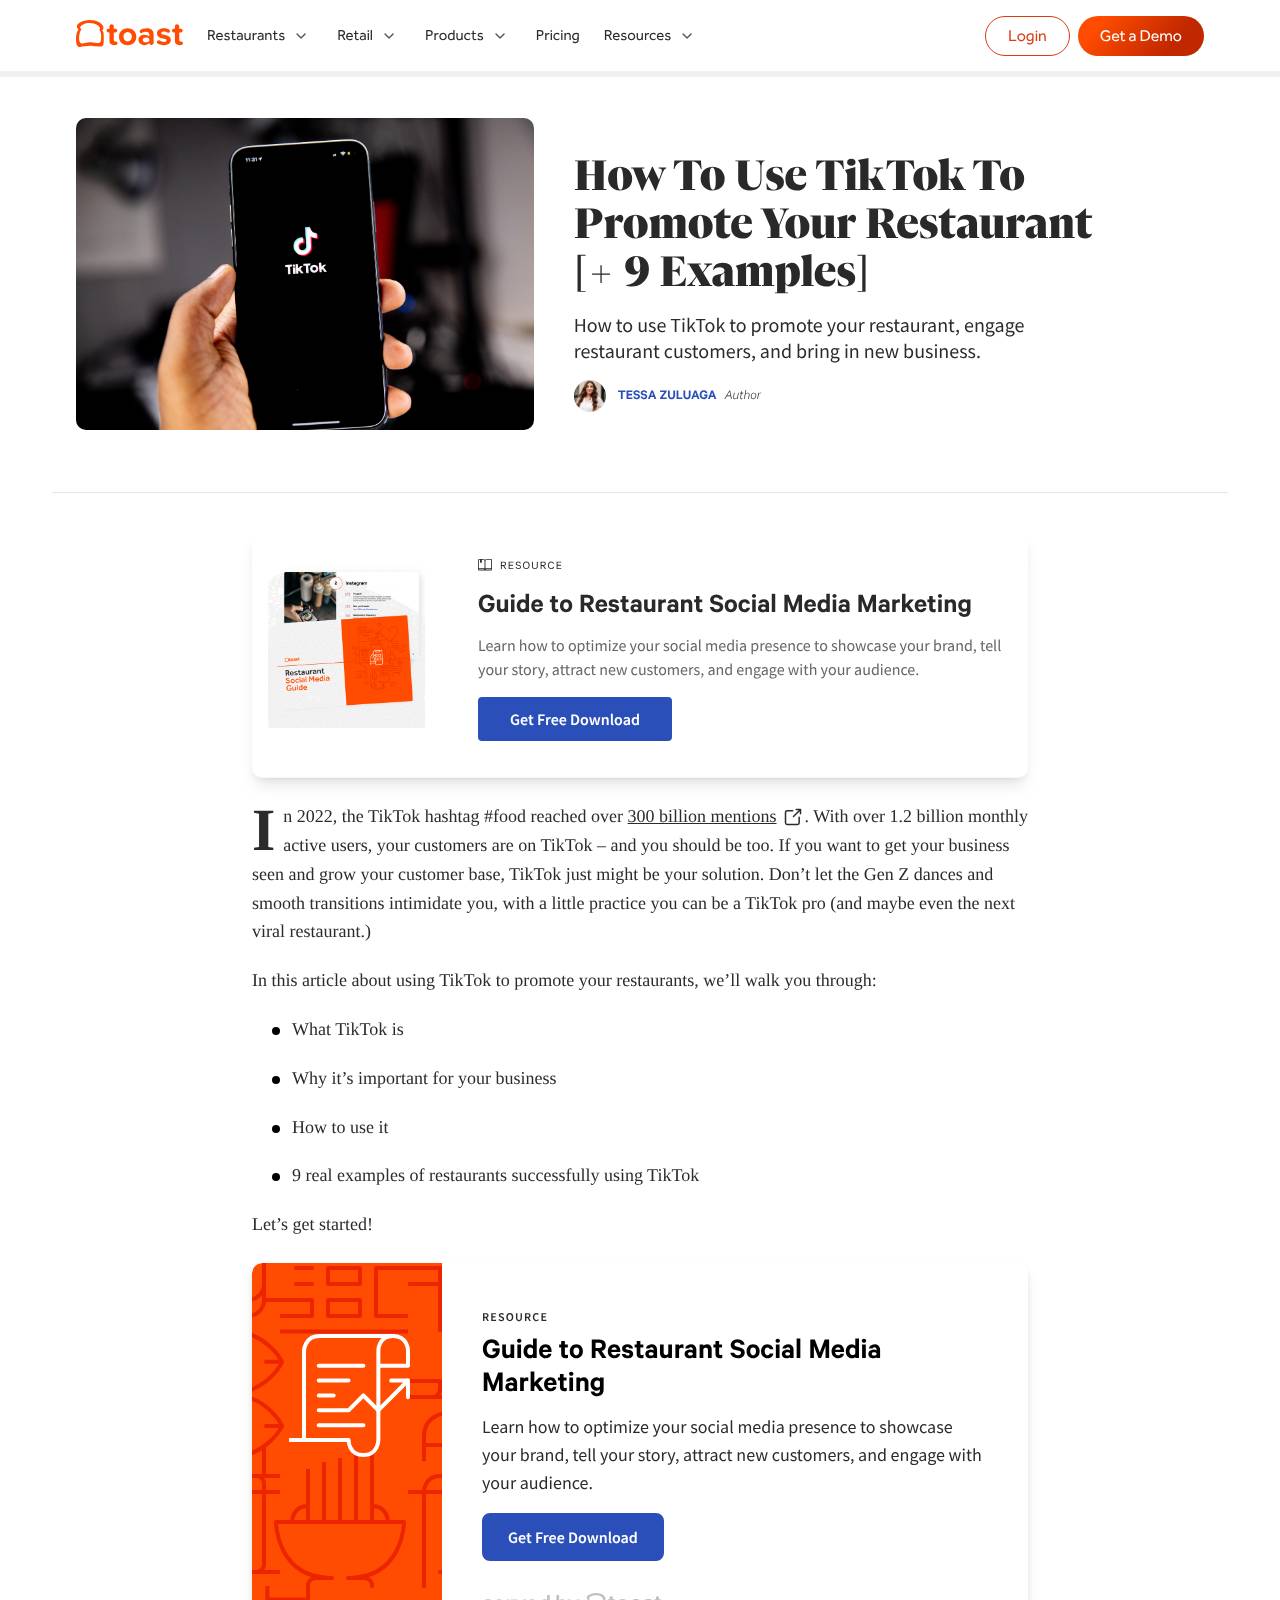 toast Restaurants Retail Products Pricing Resources Login Get a Demo
11:31
TikTok
How To Use TikTok To
Promote Your Restaurant
[+ 9 Examples]
How to use TikTok to promote your restaurant, engage
restaurant customers, and bring in new business.
TESSA ZULUAGA Author
Instagram
toast
Restaurant
Social Media
Guide
RESOURCE
Guide to Restaurant Social Media Marketing
Learn how to optimize your social media presence to showcase your brand, tell
your story, attract new customers, and engage with your audience.
Get Free Download
In 2022, the TikTok hashtag #food reached over 300 billion mentions . With over 1.2 billion monthly
active users, your customers are on TikTok – and you should be too. If you want to get your business
seen and grow your customer base, TikTok just might be your solution. Don’t let the Gen Z dances and
smooth transitions intimidate you, with a little practice you can be a TikTok pro (and maybe even the next
viral restaurant.)
In this article about using TikTok to promote your restaurants, we’ll walk you through:
What TikTok is
Why it’s important for your business
How to use it
9 real examples of restaurants successfully using TikTok
Let’s get started!
RESOURCE
Guide to Restaurant Social Media
Marketing
Learn how to optimize your social media presence to showcase
your brand, tell your story, attract new customers, and engage with
your audience.
Get Free Download